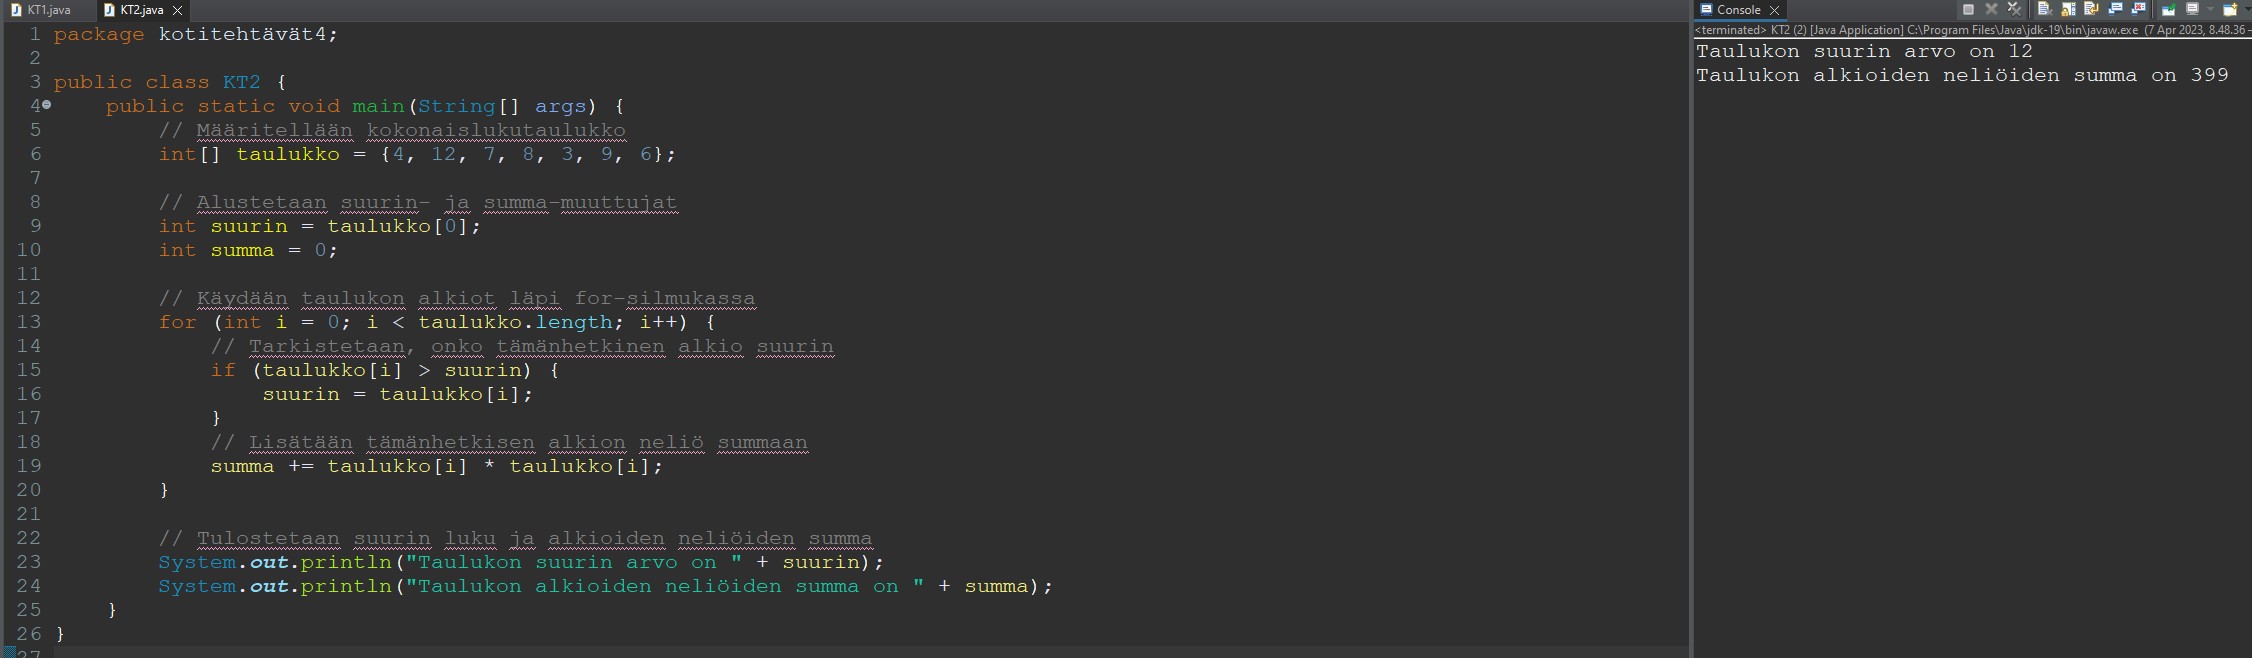 KT1.java
KT2.java
1 package kotitehtävät4;
2
3 public class KT2 {
4 public static void main(String[] args) {
5 // Määritellään kokonaislukutaulukko
6 int[] taulukko = {4, 12, 7, 8, 3, 9, 6};
7
8 // Alustetaan suurin- ja summa-muuttujat
9 int suurin = taulukko[0];
10 int summa = 0;
11
12 // Käydään taulukon alkiot läpi for-silmukassa
13 for (int i = 0; i < taulukko.length; i++) {
14 // Tarkistetaan, onko tämänhetkinen alkio suurin
15 if (taulukko[i] > suurin) {
16 suurin = taulukko[i];
17 }
18 // Lisätään tämänhetkisen alkion neliö summaan
19 summa += taulukko[i] * taulukko[i];
20 }
21
22 // Tulostetaan suurin luku ja alkioiden neliöiden summa
23 System.out.println("Taulukon suurin arvo on " + suurin);
24 System.out.println("Taulukon alkioiden neliöiden summa on " + summa);
25 }
26 }
27
Console
<terminated> KT2 (2) [Java Application] C:\Program Files\Java\jdk-19\bin\javaw.exe (7 Apr 2023, 8.48.36 –
Taulukon suurin arvo on 12
Taulukon alkioiden neliöiden summa on 399